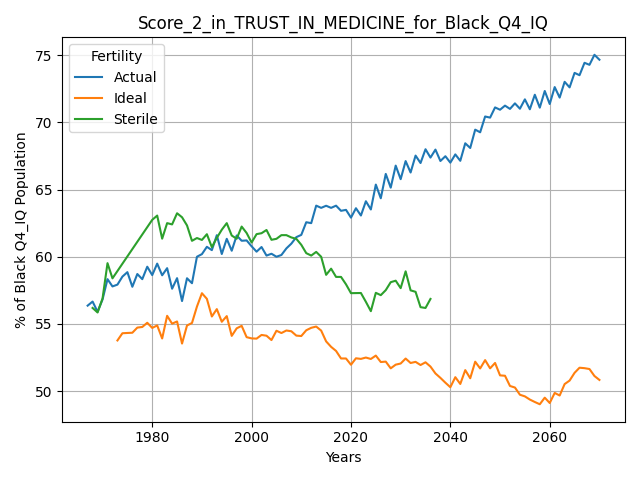 Score_2_in_TRUST_IN_MEDICINE_for_Black_Q4_IQ
Fertility
Actual
Ideal
Sterile
75
70
65
60
55
50
% of Black Q4_IQ Population
1980
2000
2020
2040
2060
Years